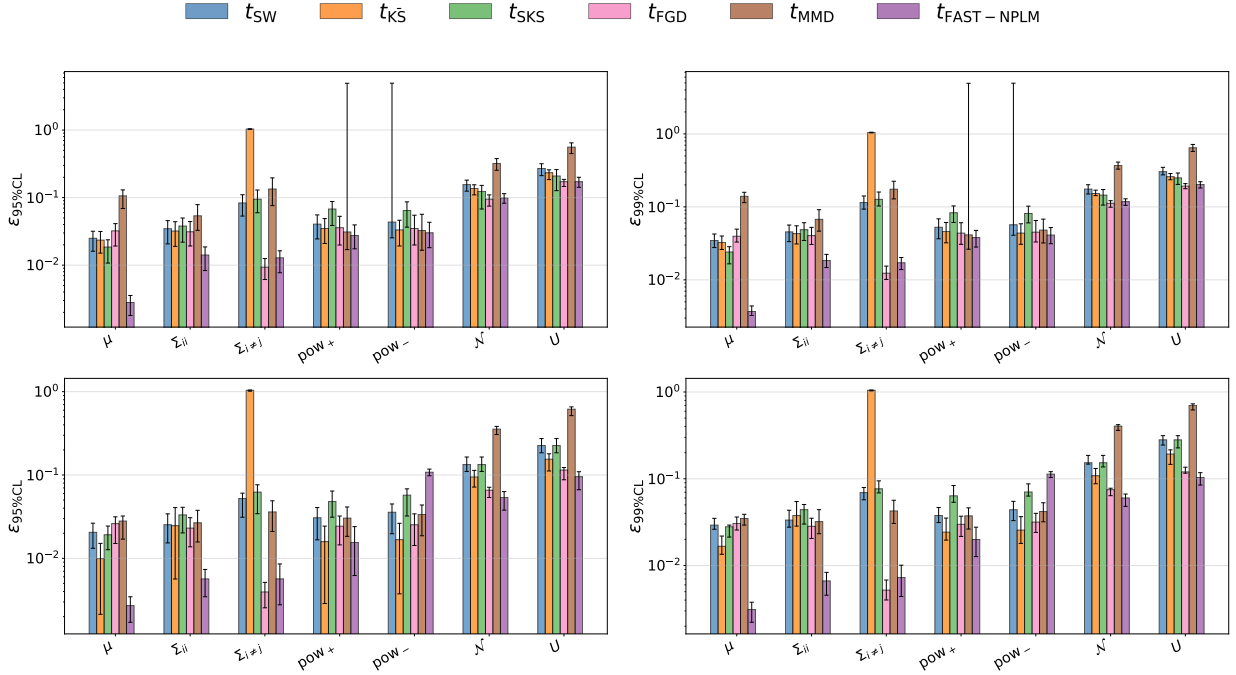 t_SW t_KS̄ t_SKS t_FGD t_MMD t_FAST−NPLM
ε_95%CL
10^0
10^−1
10^−2
μ Σ_ii Σ_i≠j pow_+ pow_− 𝒩 U
ε_99%CL
10^0
10^−1
10^−2
μ Σ_ii Σ_i≠j pow_+ pow_− 𝒩 U
ε_95%CL
10^0
10^−1
10^−2
μ Σ_ii Σ_i≠j pow_+ pow_− 𝒩 U
ε_99%CL
10^0
10^−1
10^−2
μ Σ_ii Σ_i≠j pow_+ pow_− 𝒩 U